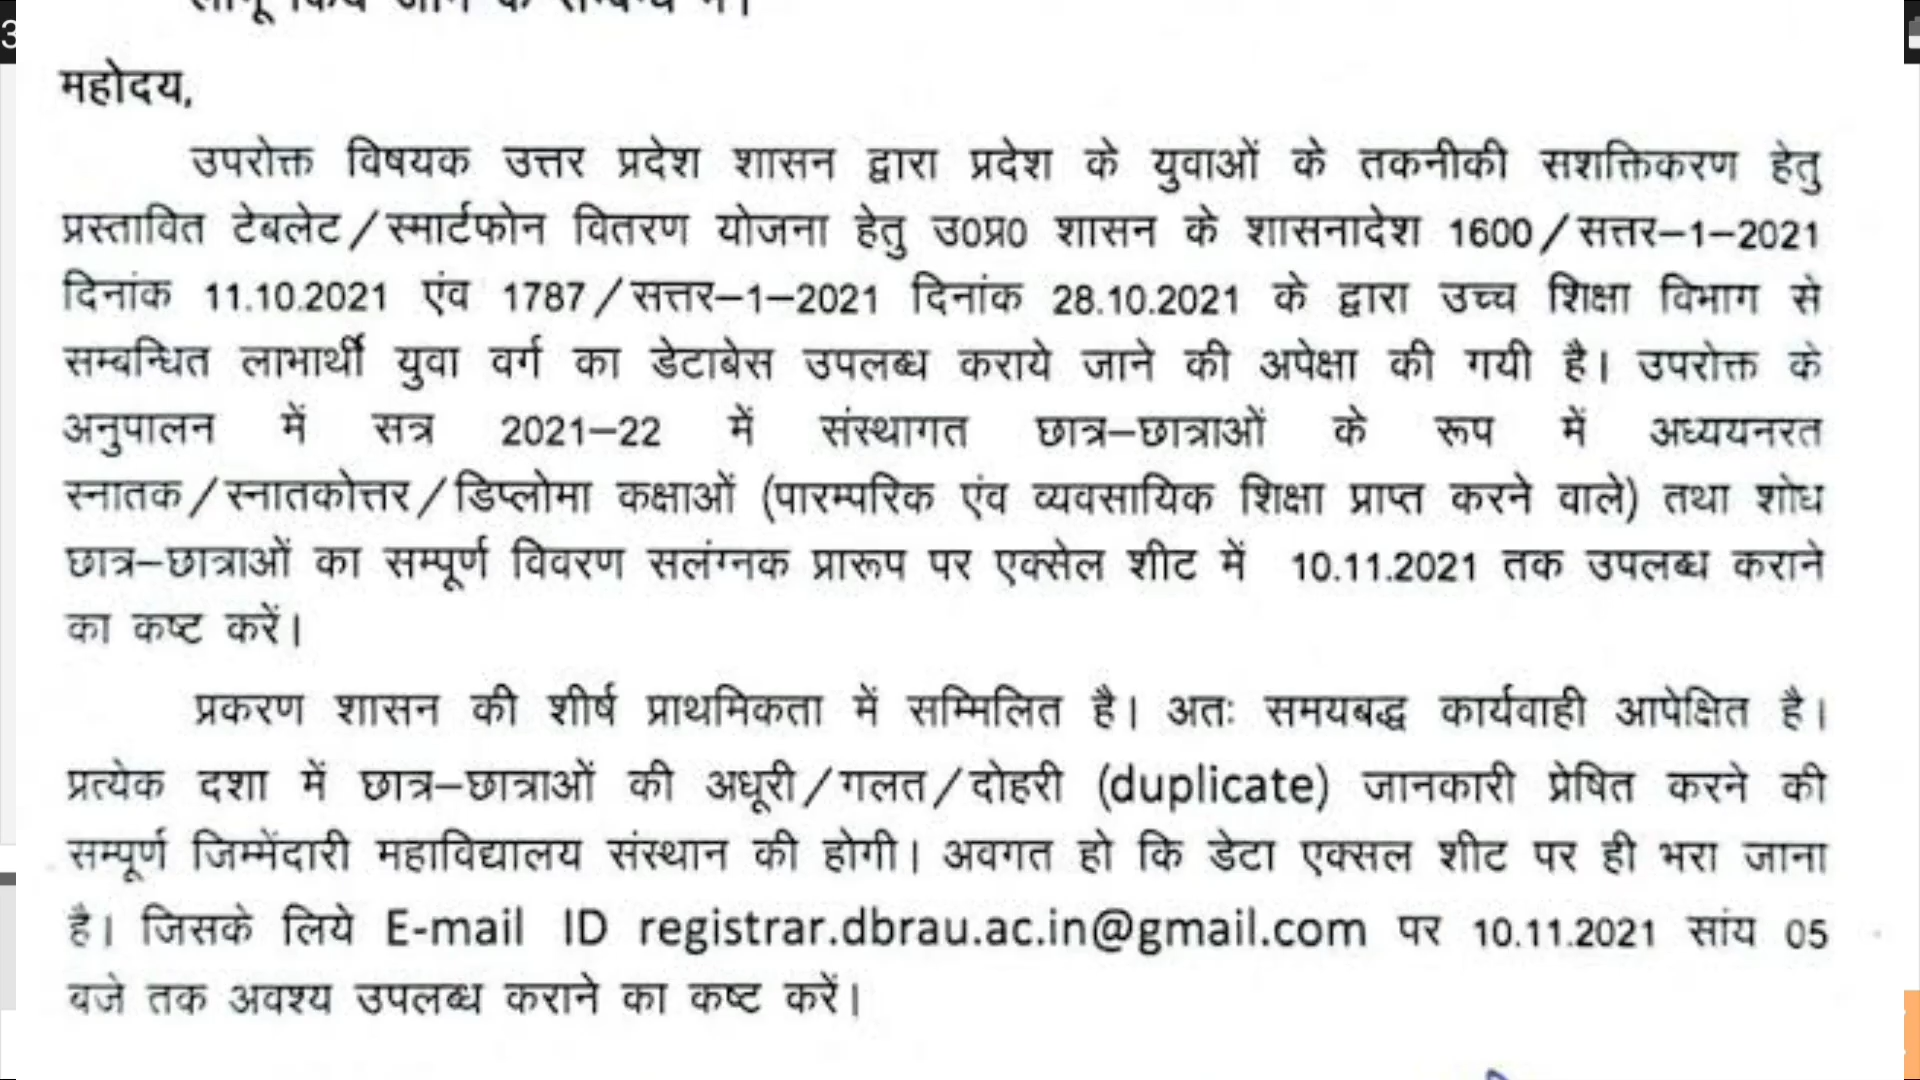 लागू किये जाने के सम्बन्ध में।
3
महोदय,
उपरोक्त विषयक उत्तर प्रदेश शासन द्वारा प्रदेश के युवाओं के तकनीकी सशक्तिकरण हेतु
प्रस्तावित टेबलेट/स्मार्टफोन वितरण योजना हेतु उ0प्र0 शासन के शासनादेश 1600/सत्तर–1–2021
दिनांक 11.10.2021 एंव 1787/सत्तर–1–2021 दिनांक 28.10.2021 के द्वारा उच्च शिक्षा विभाग से
सम्बन्धित लाभार्थी युवा वर्ग का डेटाबेस उपलब्ध कराये जाने की अपेक्षा की गयी है। उपरोक्त के
अनुपालन में सत्र 2021–22 में संस्थागत छात्र–छात्राओं के रूप में अध्ययनरत
स्नातक/स्नातकोत्तर/डिप्लोमा कक्षाओं (पारम्परिक एंव व्यवसायिक शिक्षा प्राप्त करने वाले) तथा शोध
छात्र–छात्राओं का सम्पूर्ण विवरण सलंग्नक प्रारूप पर एक्सेल शीट में 10.11.2021 तक उपलब्ध कराने
का कष्ट करें।
प्रकरण शासन की शीर्ष प्राथमिकता में सम्मिलित है। अतः समयबद्ध कार्यवाही आपेक्षित है।
प्रत्येक दशा में छात्र–छात्राओं की अधूरी/गलत/दोहरी (duplicate) जानकारी प्रेषित करने की
सम्पूर्ण जिम्मेंदारी महाविद्यालय संस्थान की होगी। अवगत हो कि डेटा एक्सल शीट पर ही भरा जाना
है। जिसके लिये E-mail ID registrar.dbrau.ac.in@gmail.com पर 10.11.2021 सांय 05
बजे तक अवश्य उपलब्ध कराने का कष्ट करें।